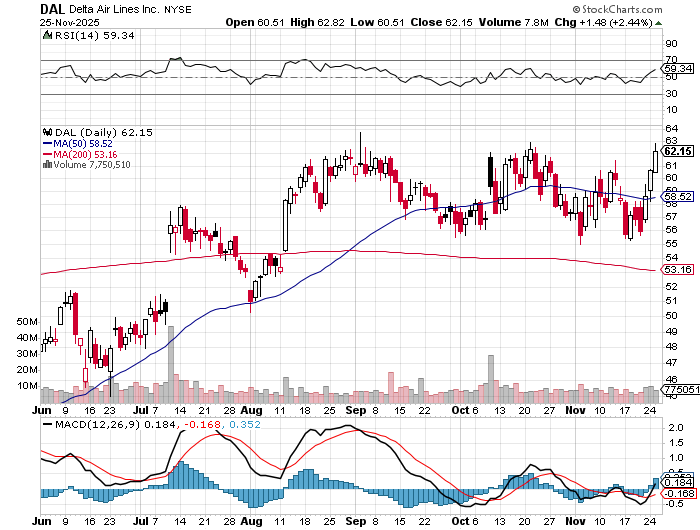 DAL Delta Air Lines Inc. NYSE © StockCharts.com
25-Nov-2025 Open 60.51 High 62.82 Low 60.51 Close 62.15 Volume 7.8M Chg +1.48 (+2.44%)
RSI(14) 59.34
90
70
59.34
50
30
10
DAL (Daily) 62.15
MA(50) 58.52
MA(200) 53.16
Volume 7,750,510
64
63
62.15
61
60
59
58.52
57
56
55
54
53.16
52
51
50
49
48
47
46
45
50M
40M
30M
20M
10M
775051
Jun 9 16 23 Jul 7 14 21 28 Aug 11 18 25 Sep 8 15 22 Oct 6 13 20 27 Nov 10 17 24
MACD(12,26,9) 0.184, -0.168, 0.352
2.0
1.5
1.0
0.5
0.352
0.184
-0.168
-0.5
Jun 9 16 23 Jul 7 14 21 28 Aug 11 18 25 Sep 8 15 22 Oct 6 13 20 27 Nov 10 17 24